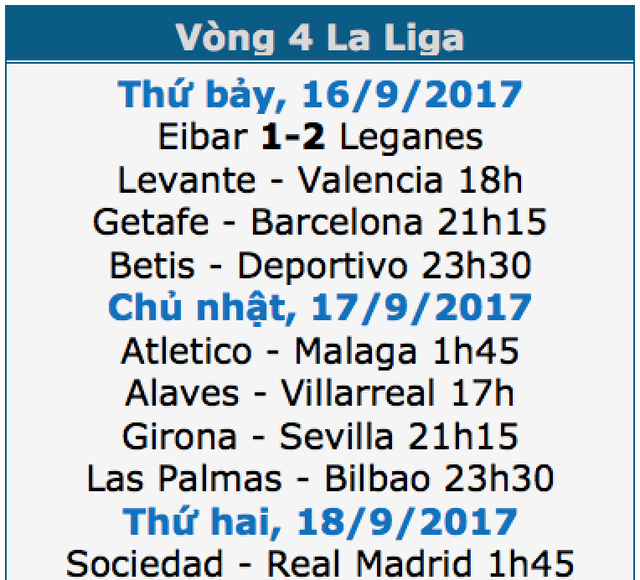 Vòng 4 La Liga
Thứ bảy, 16/9/2017
Eibar 1-2 Leganes
Levante - Valencia 18h
Getafe - Barcelona 21h15
Betis - Deportivo 23h30
Chủ nhật, 17/9/2017
Atletico - Malaga 1h45
Alaves - Villarreal 17h
Girona - Sevilla 21h15
Las Palmas - Bilbao 23h30
Thứ hai, 18/9/2017
Sociedad - Real Madrid 1h45